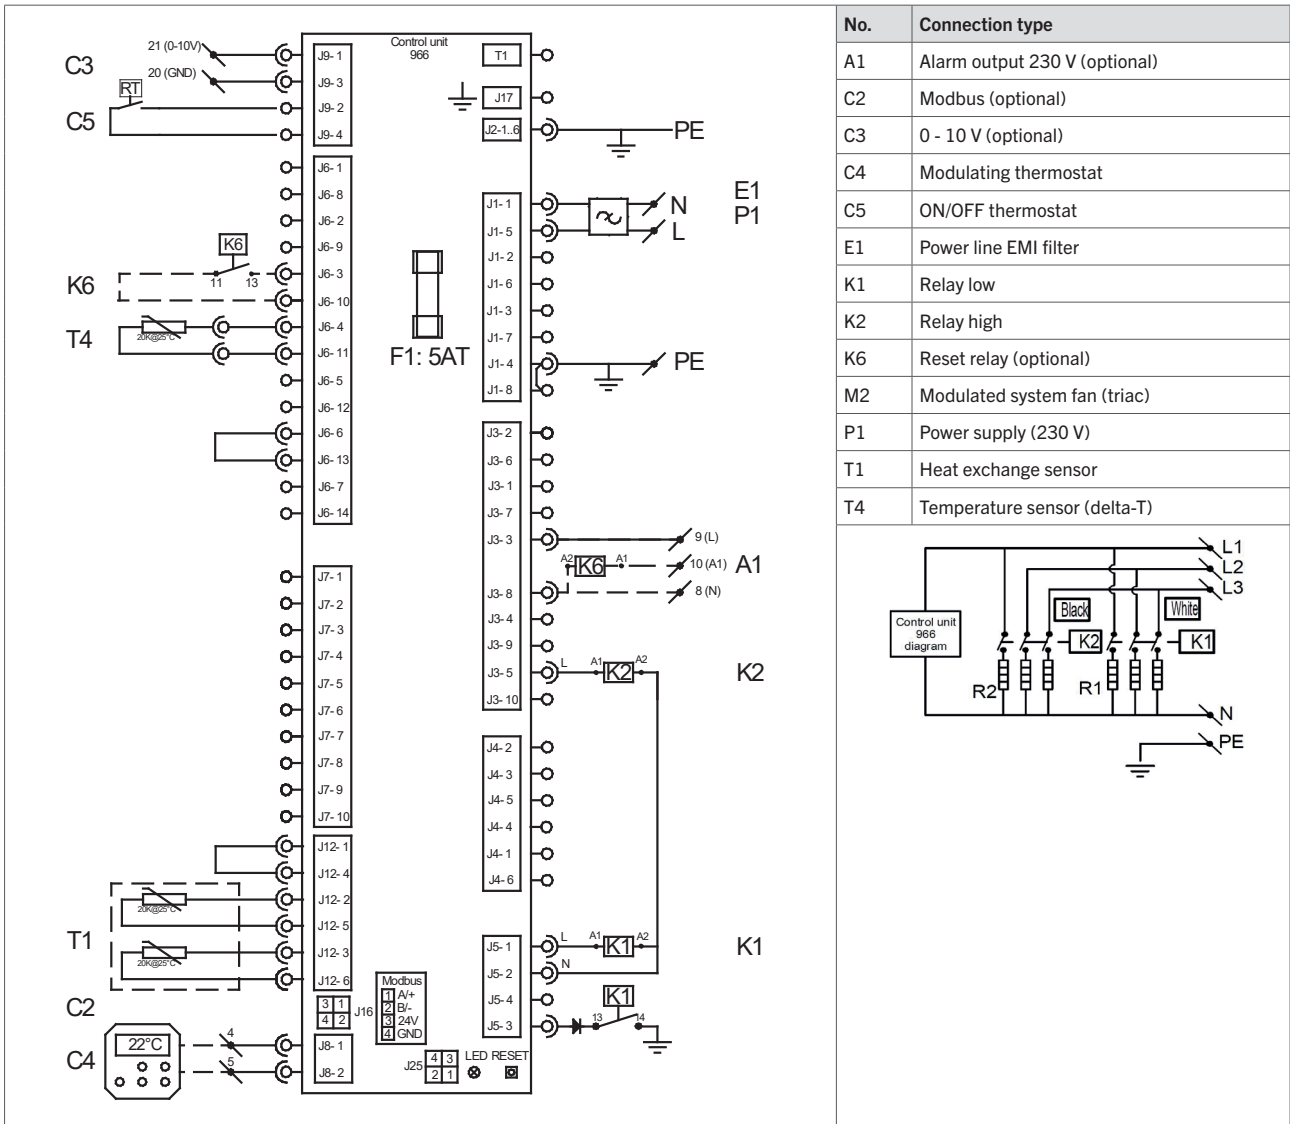 Control unit
966
C3
21 (0-10V)
20 (GND)
C5
RT
J9- 1
J9- 3
J9- 2
J9- 4
J6- 1
J6- 8
J6- 2
J6- 9
J6- 3
J6- 10
J6- 4
J6- 11
J6- 5
J6- 12
J6- 6
J6- 13
J6- 7
J6- 14
K6
K6
11 13
T4
20K@25°C
J7- 1
J7- 2
J7- 3
J7- 4
J7- 5
J7- 6
J7- 7
J7- 8
J7- 9
J7- 10
J12- 1
J12- 4
J12- 2
J12- 5
J12- 3
J12- 6
T1
20K@25°C
20K@25°C
C2
3 1
4 2
J16
Modbus
1 A/+
2 B/-
3 24V
4 GND
C4
22°C
4
5
J8- 1
J8- 2
J25
4 3
2 1
LED RESET
F1: 5AT
T1
J17
J2-1..6
PE
J1- 1
J1- 5
J1- 2
J1- 6
J1- 3
J1- 7
J1- 4
J1- 8
N
L
E1
P1
PE
J3- 2
J3- 6
J3- 1
J3- 7
J3- 3
J3- 8
J3- 4
J3- 9
J3- 5
J3- 10
9 (L)
A2 K6 A1
10 (A1)
8 (N)
A1
L A1 K2 A2
K2
J4- 2
J4- 3
J4- 5
J4- 4
J4- 1
J4- 6
J5- 1
J5- 2
J5- 4
J5- 3
L A1 K1 A2
N
K1
K1
13 14
No. Connection type
A1 Alarm output 230 V (optional)
C2 Modbus (optional)
C3 0 - 10 V (optional)
C4 Modulating thermostat
C5 ON/OFF thermostat
E1 Power line EMI filter
K1 Relay low
K2 Relay high
K6 Reset relay (optional)
M2 Modulated system fan (triac)
P1 Power supply (230 V)
T1 Heat exchange sensor
T4 Temperature sensor (delta-T)
L1
L2
L3
Black White
Control unit
966
diagram
K2 K1
R2 R1
N
PE